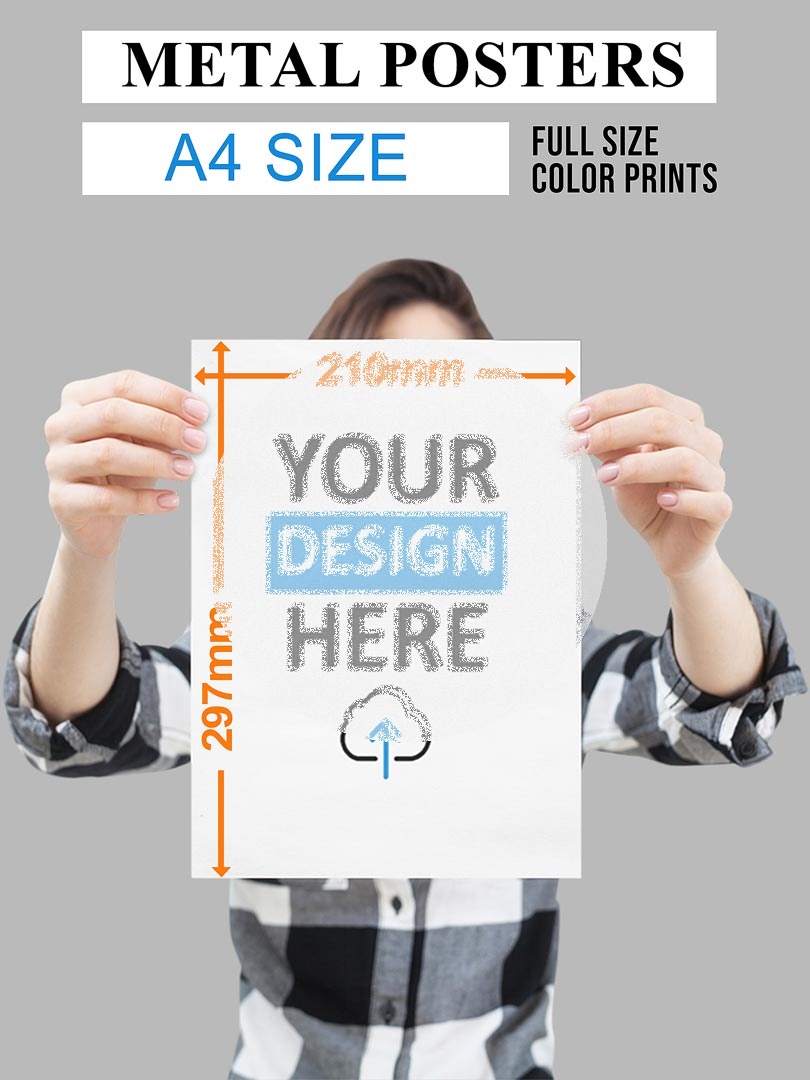 METAL POSTERS
A4 SIZE
FULL SIZE
COLOR PRINTS
210mm
YOUR
DESIGN
HERE
297mm